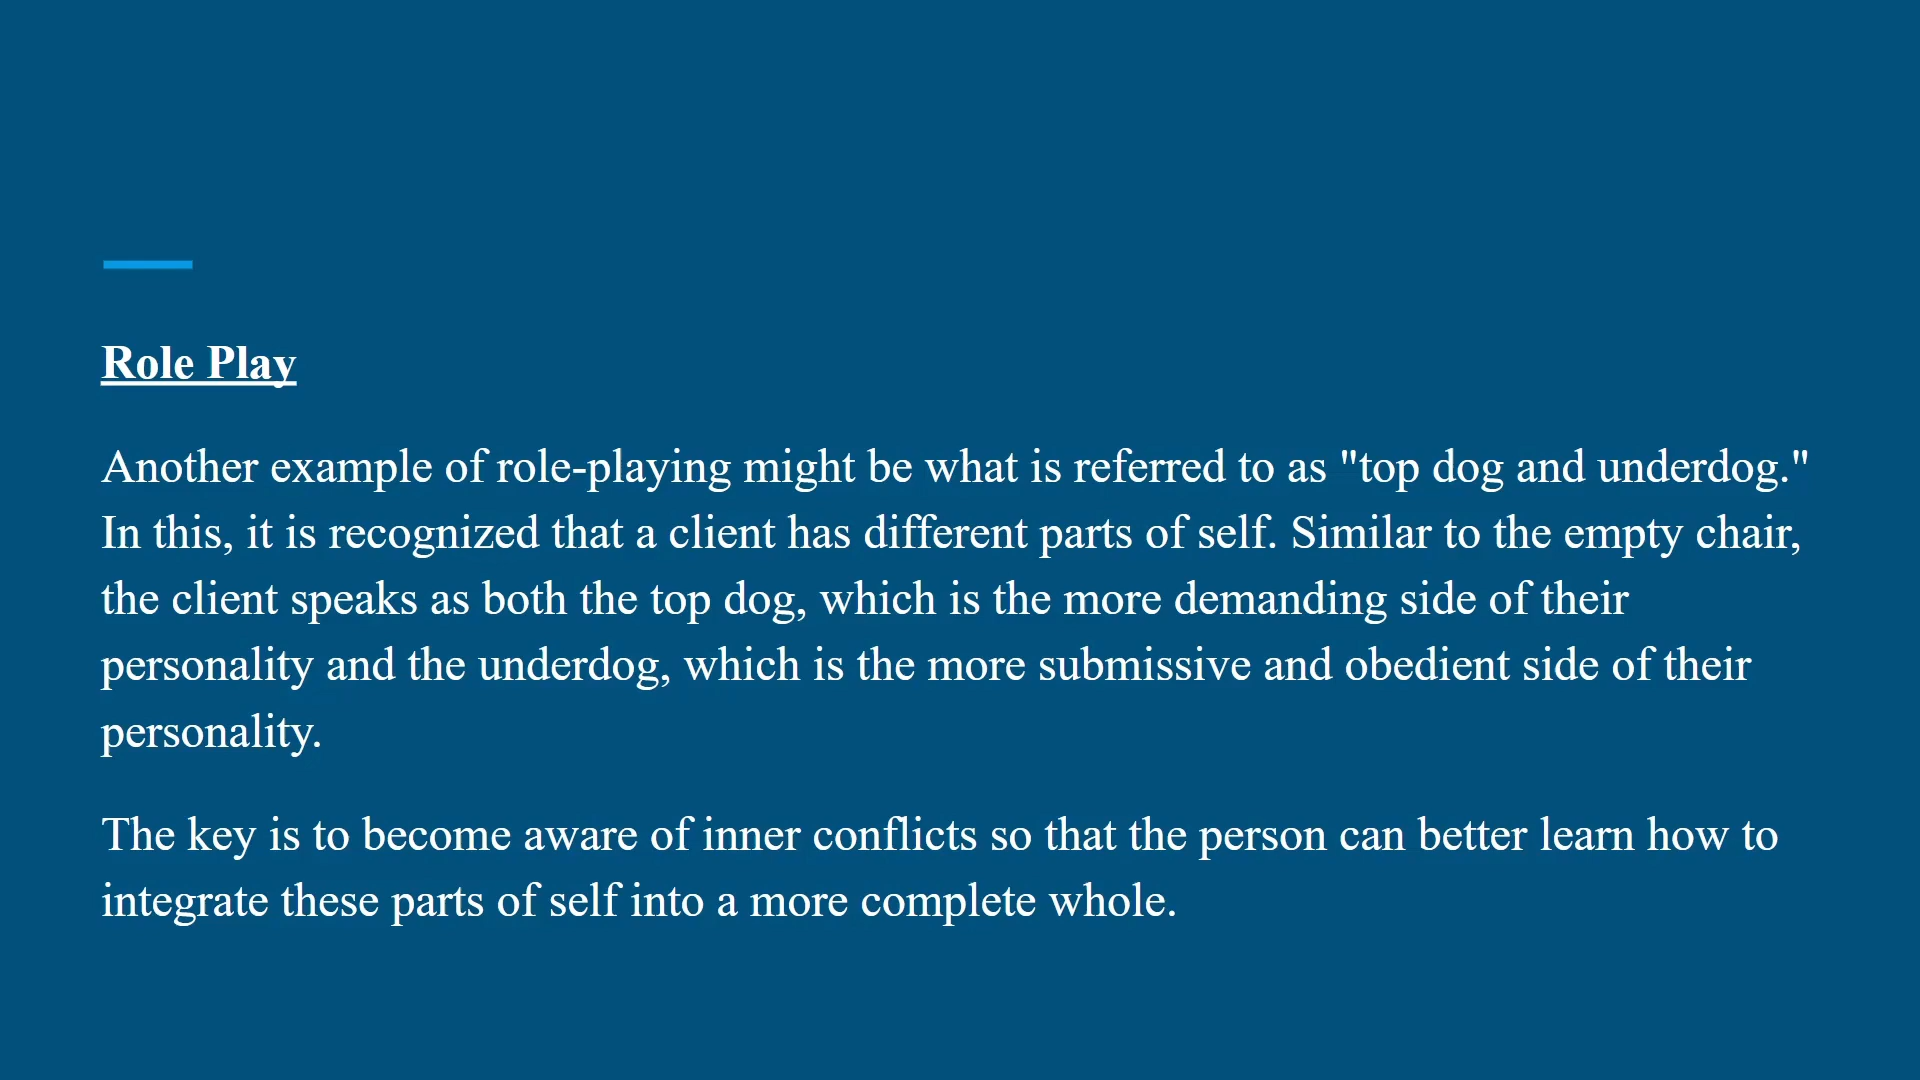 Role Play
Another example of role-playing might be what is referred to as "top dog and underdog."
In this, it is recognized that a client has different parts of self. Similar to the empty chair,
the client speaks as both the top dog, which is the more demanding side of their
personality and the underdog, which is the more submissive and obedient side of their
personality.
The key is to become aware of inner conflicts so that the person can better learn how to
integrate these parts of self into a more complete whole.